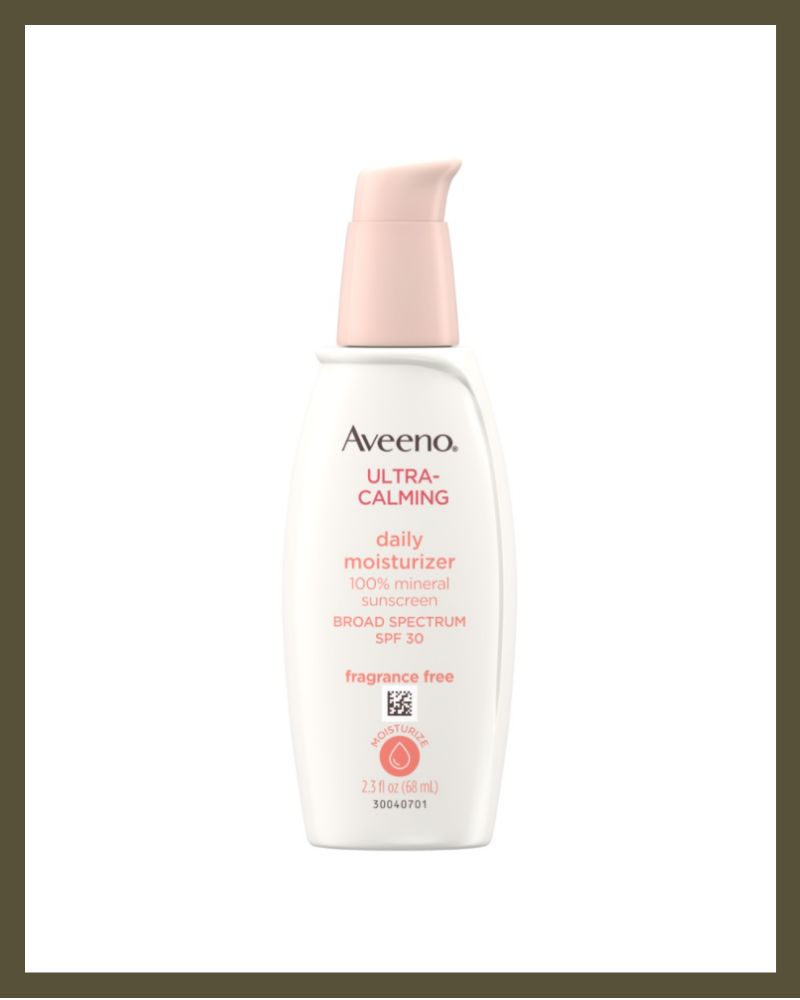 Aveeno®
ULTRA-
CALMING
daily
moisturizer
100% mineral
sunscreen
BROAD SPECTRUM
SPF 30
fragrance free
MOISTURIZE
2.3 fl oz (68 mL)
30040701